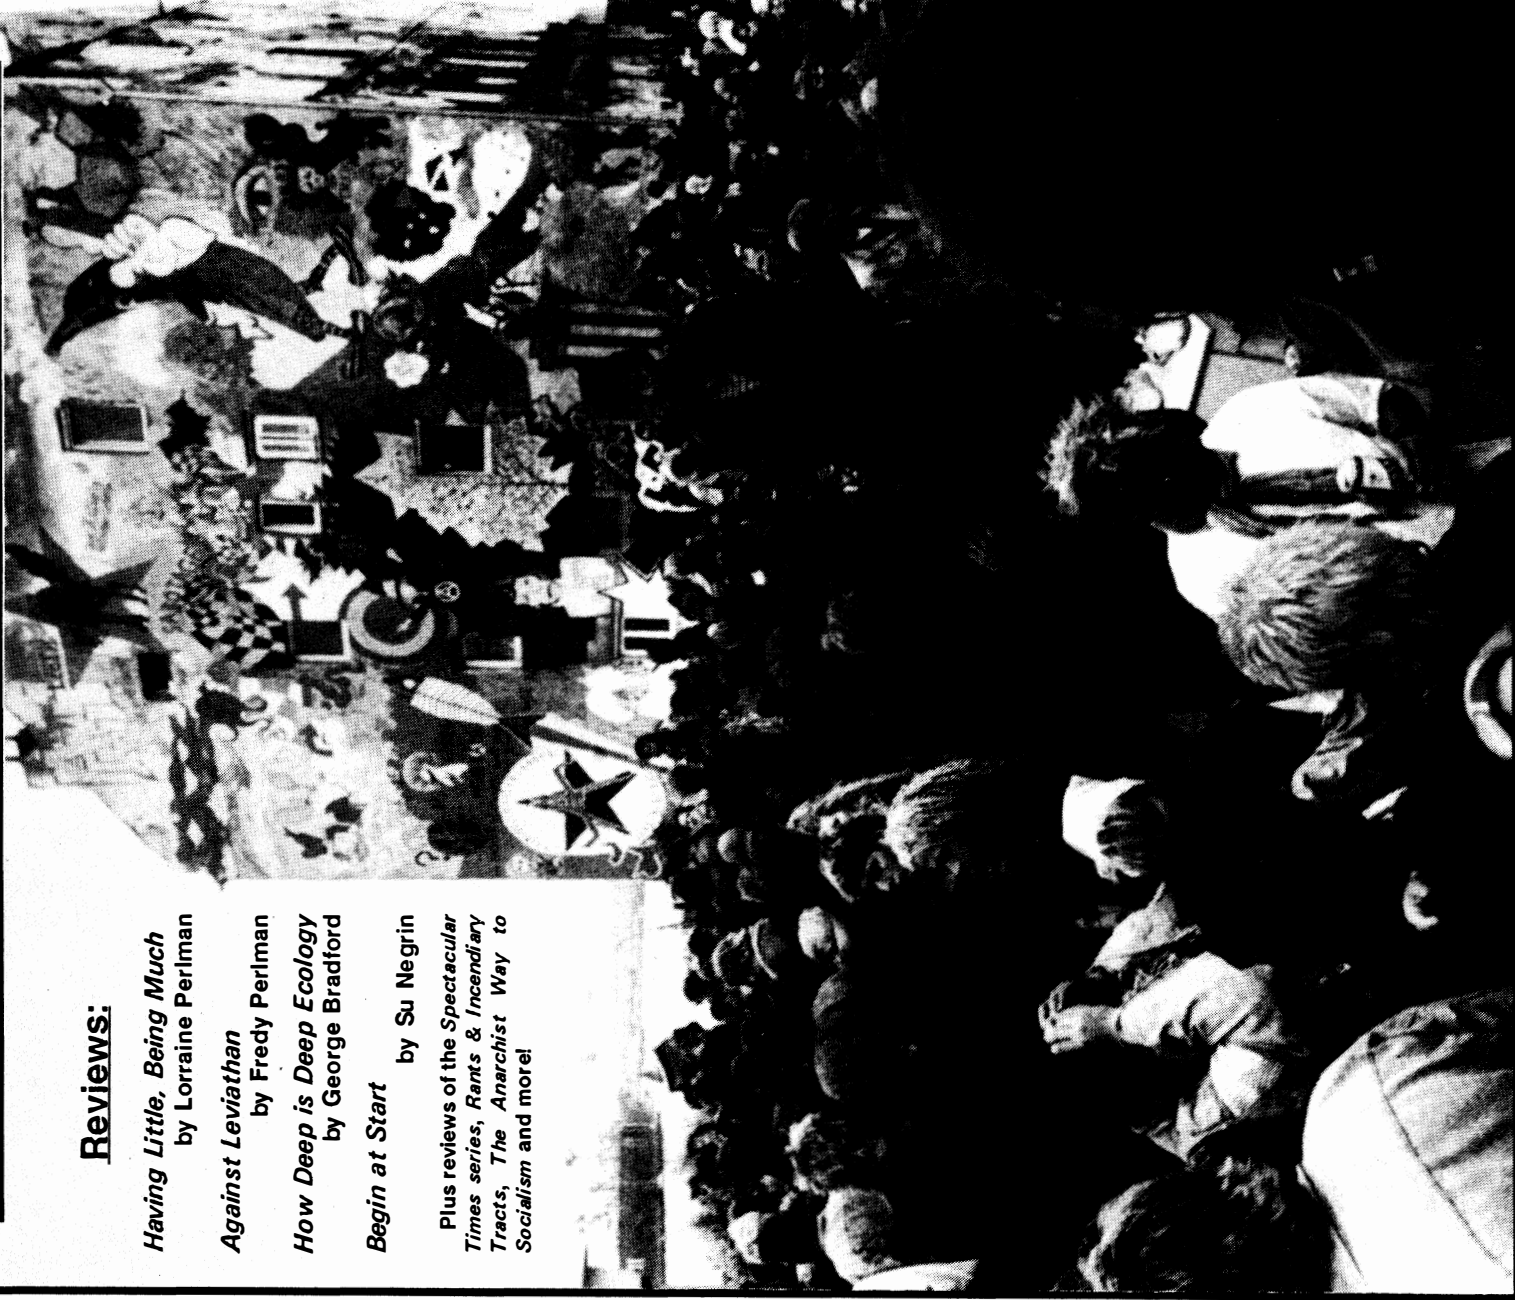 Reviews:
Having Little, Being Much
by Lorraine Perlman
Against Leviathan
by Fredy Perlman
How Deep is Deep Ecology
by George Bradford
Begin at Start
by Su Negrin
Plus reviews of the Spectacular
Times series, Rants & Incendiary
Tracts, The Anarchist Way to
Socialism and more!